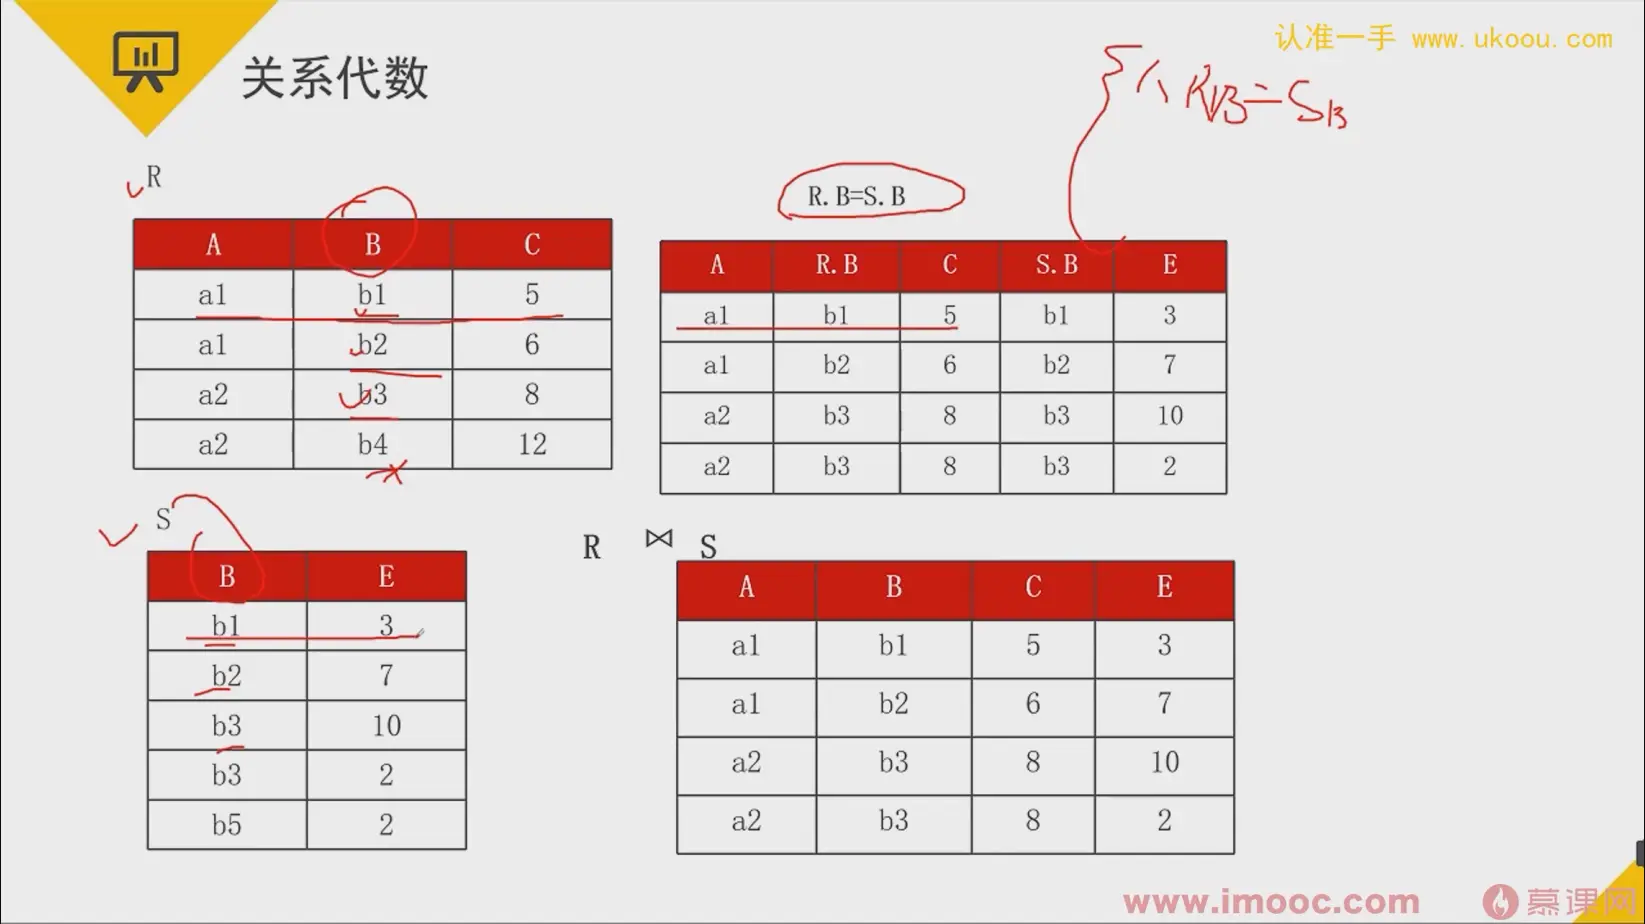 认准一手 www.ukoou.com
关系代数
R.B=S.B
R
A B C
a1 b1 5
a1 b2 6
a2 b3 8
a2 b4 12
R.B=S.B
A R.B C S.B E
a1 b1 5 b1 3
a1 b2 6 b2 7
a2 b3 8 b3 10
a2 b3 8 b3 2
S
B E
b1 3
b2 7
b3 10
b3 2
b5 2
R ⋈ S
A B C E
a1 b1 5 3
a1 b2 6 7
a2 b3 8 10
a2 b3 8 2
www.imooc.com 慕课网